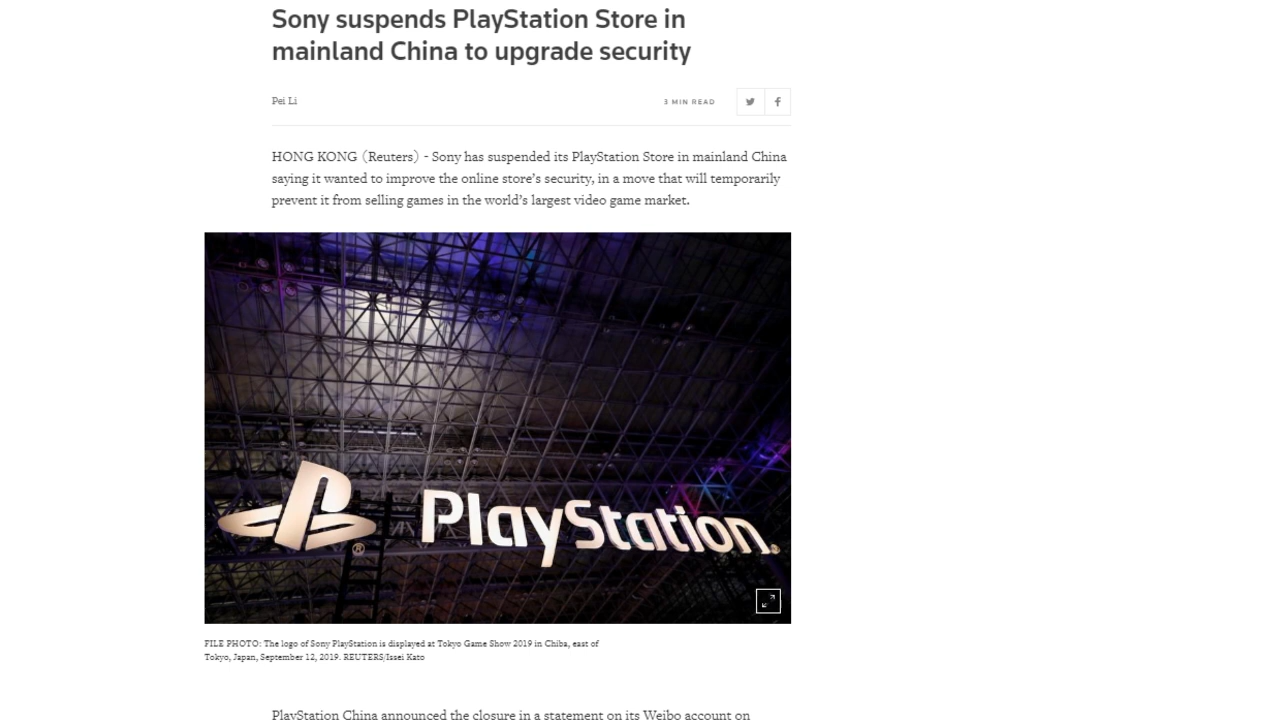 Sony suspends PlayStation Store in
mainland China to upgrade security
Pei Li
3 MIN READ
HONG KONG (Reuters) - Sony has suspended its PlayStation Store in mainland China
saying it wanted to improve the online store’s security, in a move that will temporarily
prevent it from selling games in the world’s largest video game market.
PlayStation®
FILE PHOTO: The logo of Sony PlayStation is displayed at Tokyo Game Show 2019 in Chiba, east of
Tokyo, Japan, September 12, 2019. REUTERS/Issei Kato
PlayStation China announced the closure in a statement on its Weibo account on